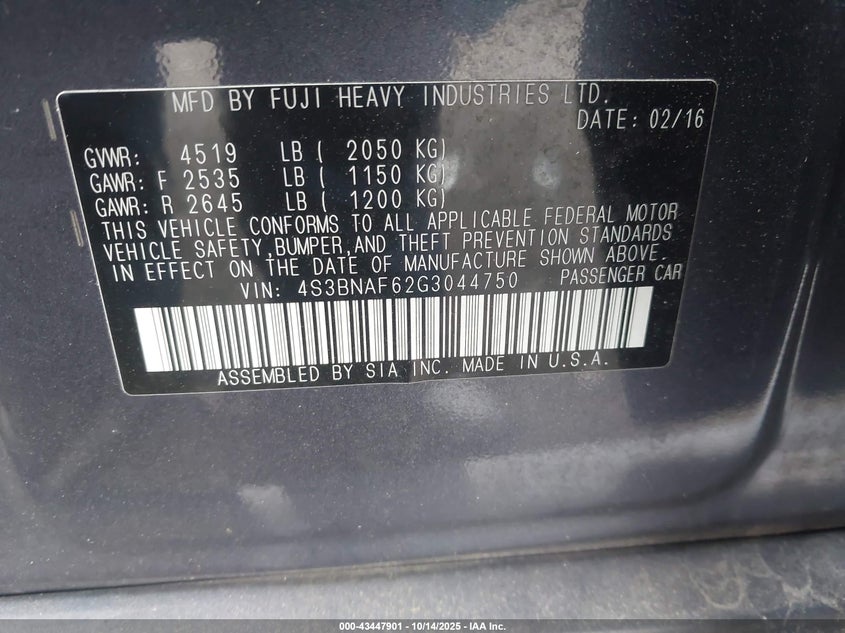 MFD BY FUJI HEAVY INDUSTRIES LTD.
DATE: 02/16
GVWR: 4519 LB ( 2050 KG)
GAWR: F 2535 LB ( 1150 KG)
GAWR: R 2645 LB ( 1200 KG)
THIS VEHICLE CONFORMS TO ALL APPLICABLE FEDERAL MOTOR
VEHICLE SAFETY,BUMPER,AND THEFT PREVENTION STANDARDS
IN EFFECT ON THE DATE OF MANUFACTURE SHOWN ABOVE.
VIN: 4S3BNAF62G3044750 PASSENGER CAR
ASSEMBLED BY SIA INC. MADE IN U.S.A.
000-43447901 - 10/14/2025 - IAA Inc.